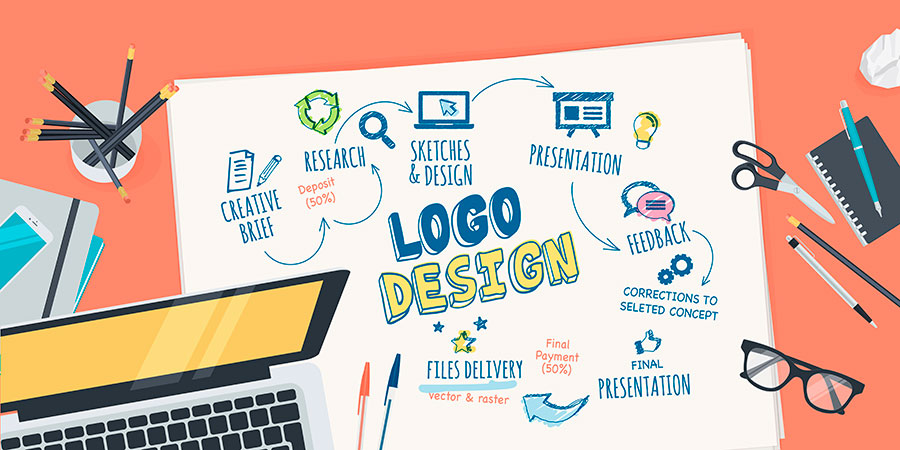 CREATIVE
BRIEF
Deposit
(50%)
RESEARCH
SKETCHES
& DESIGN
PRESENTATION
FEEDBACK
CORRECTIONS TO
SELETED CONCEPT
FINAL
PRESENTATION
Final
Payment
(50%)
FILES DELIVERY
vector & raster
LOGO
DESIGN